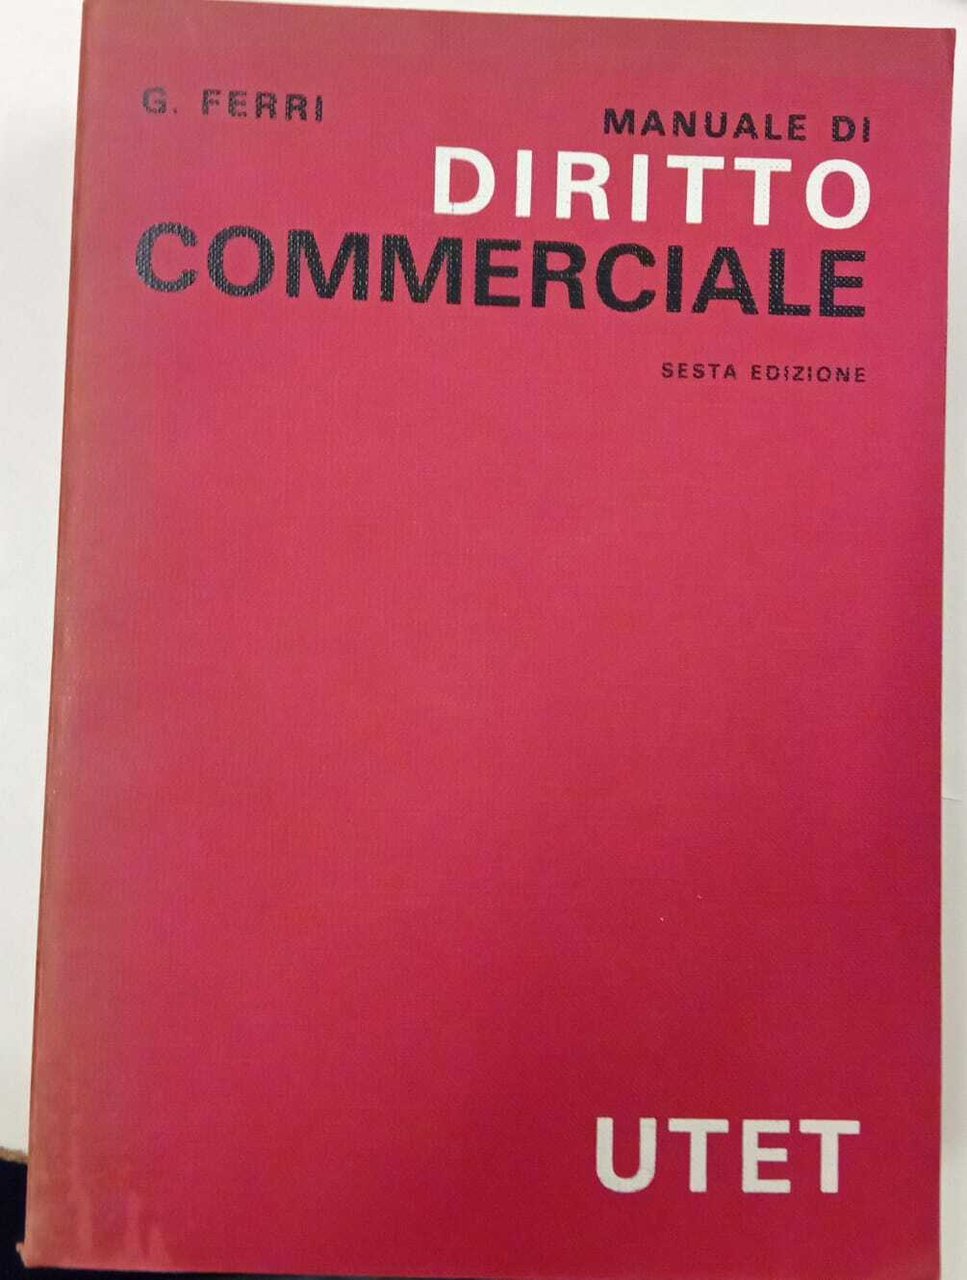 G. FERRI
MANUALE DI
DIRITTO
COMMERCIALE
SESTA EDIZIONE
UTET